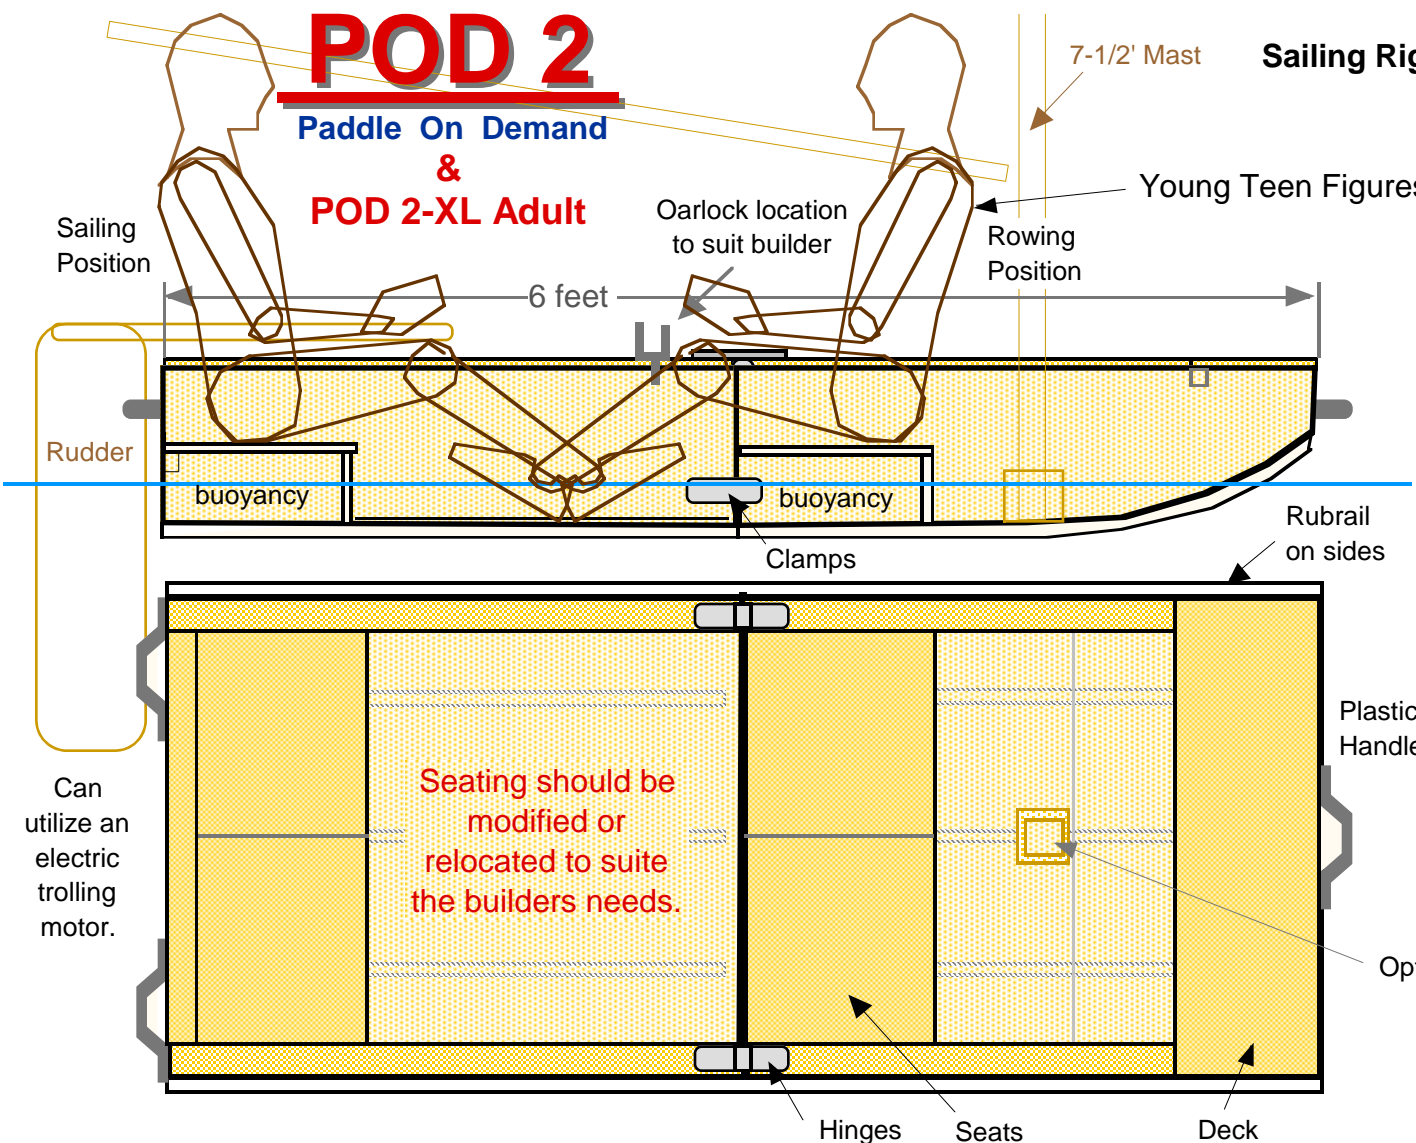 POD 2
Paddle On Demand
&
POD 2-XL Adult
7-1/2' Mast
Sailing Rig
Young Teen Figures
Sailing
Position
Oarlock location
to suit builder
Rowing
Position
6 feet
Rudder
buoyancy
buoyancy
Clamps
Rubrail
on sides
Plastic
Handle
Can
utilize an
electric
trolling
motor.
Seating should be
modified or
relocated to suite
the builders needs.
Opt
Hinges
Seats
Deck